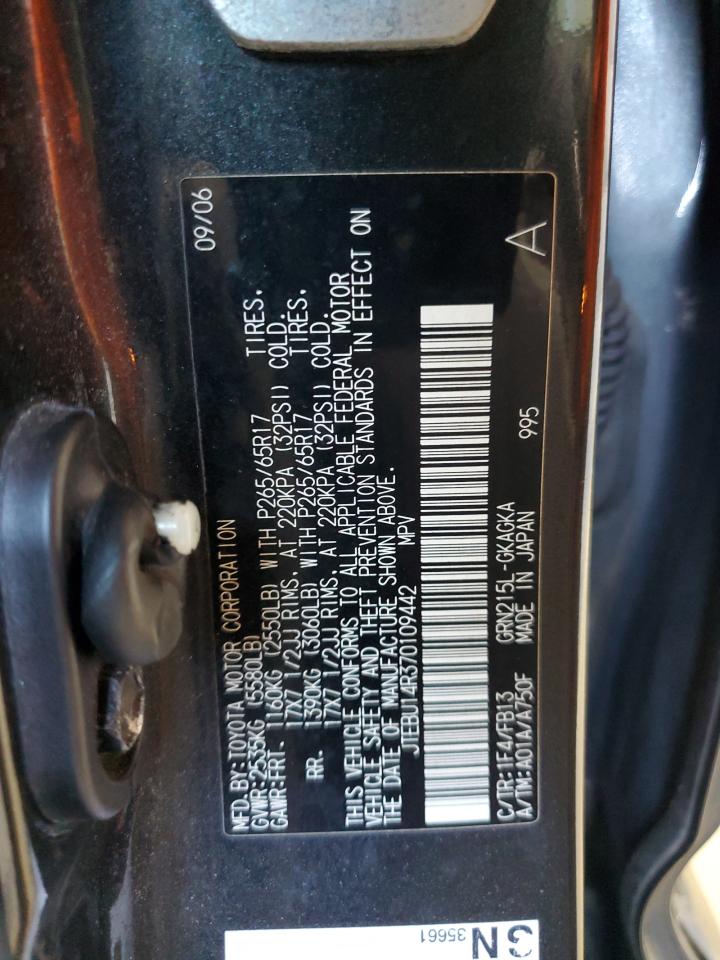 MFD.BY:TOYOTA MOTOR CORPORATION 09/06
GVWR:2535KG (5580LB)
GAWR:FRT. 1160KG (2550LB) WITH P265/65R17 TIRES,
17X7 1/2JJ RIMS, AT 220KPA (32PSI) COLD.
RR. 1390KG (3060LB) WITH P265/65R17 TIRES,
17X7 1/2JJ RIMS, AT 220KPA (32PSI) COLD.
THIS VEHICLE CONFORMS TO ALL APPLICABLE FEDERAL MOTOR
VEHICLE SAFETY AND THEFT PREVENTION STANDARDS IN EFFECT ON
THE DATE OF MANUFACTURE SHOWN ABOVE.
JTEBU14R370109442 MPV
C/TR:1F4/FB13 GRN215L-GKAGKA 995
A/TM:A01A/A750F MADE IN JAPAN A
35661